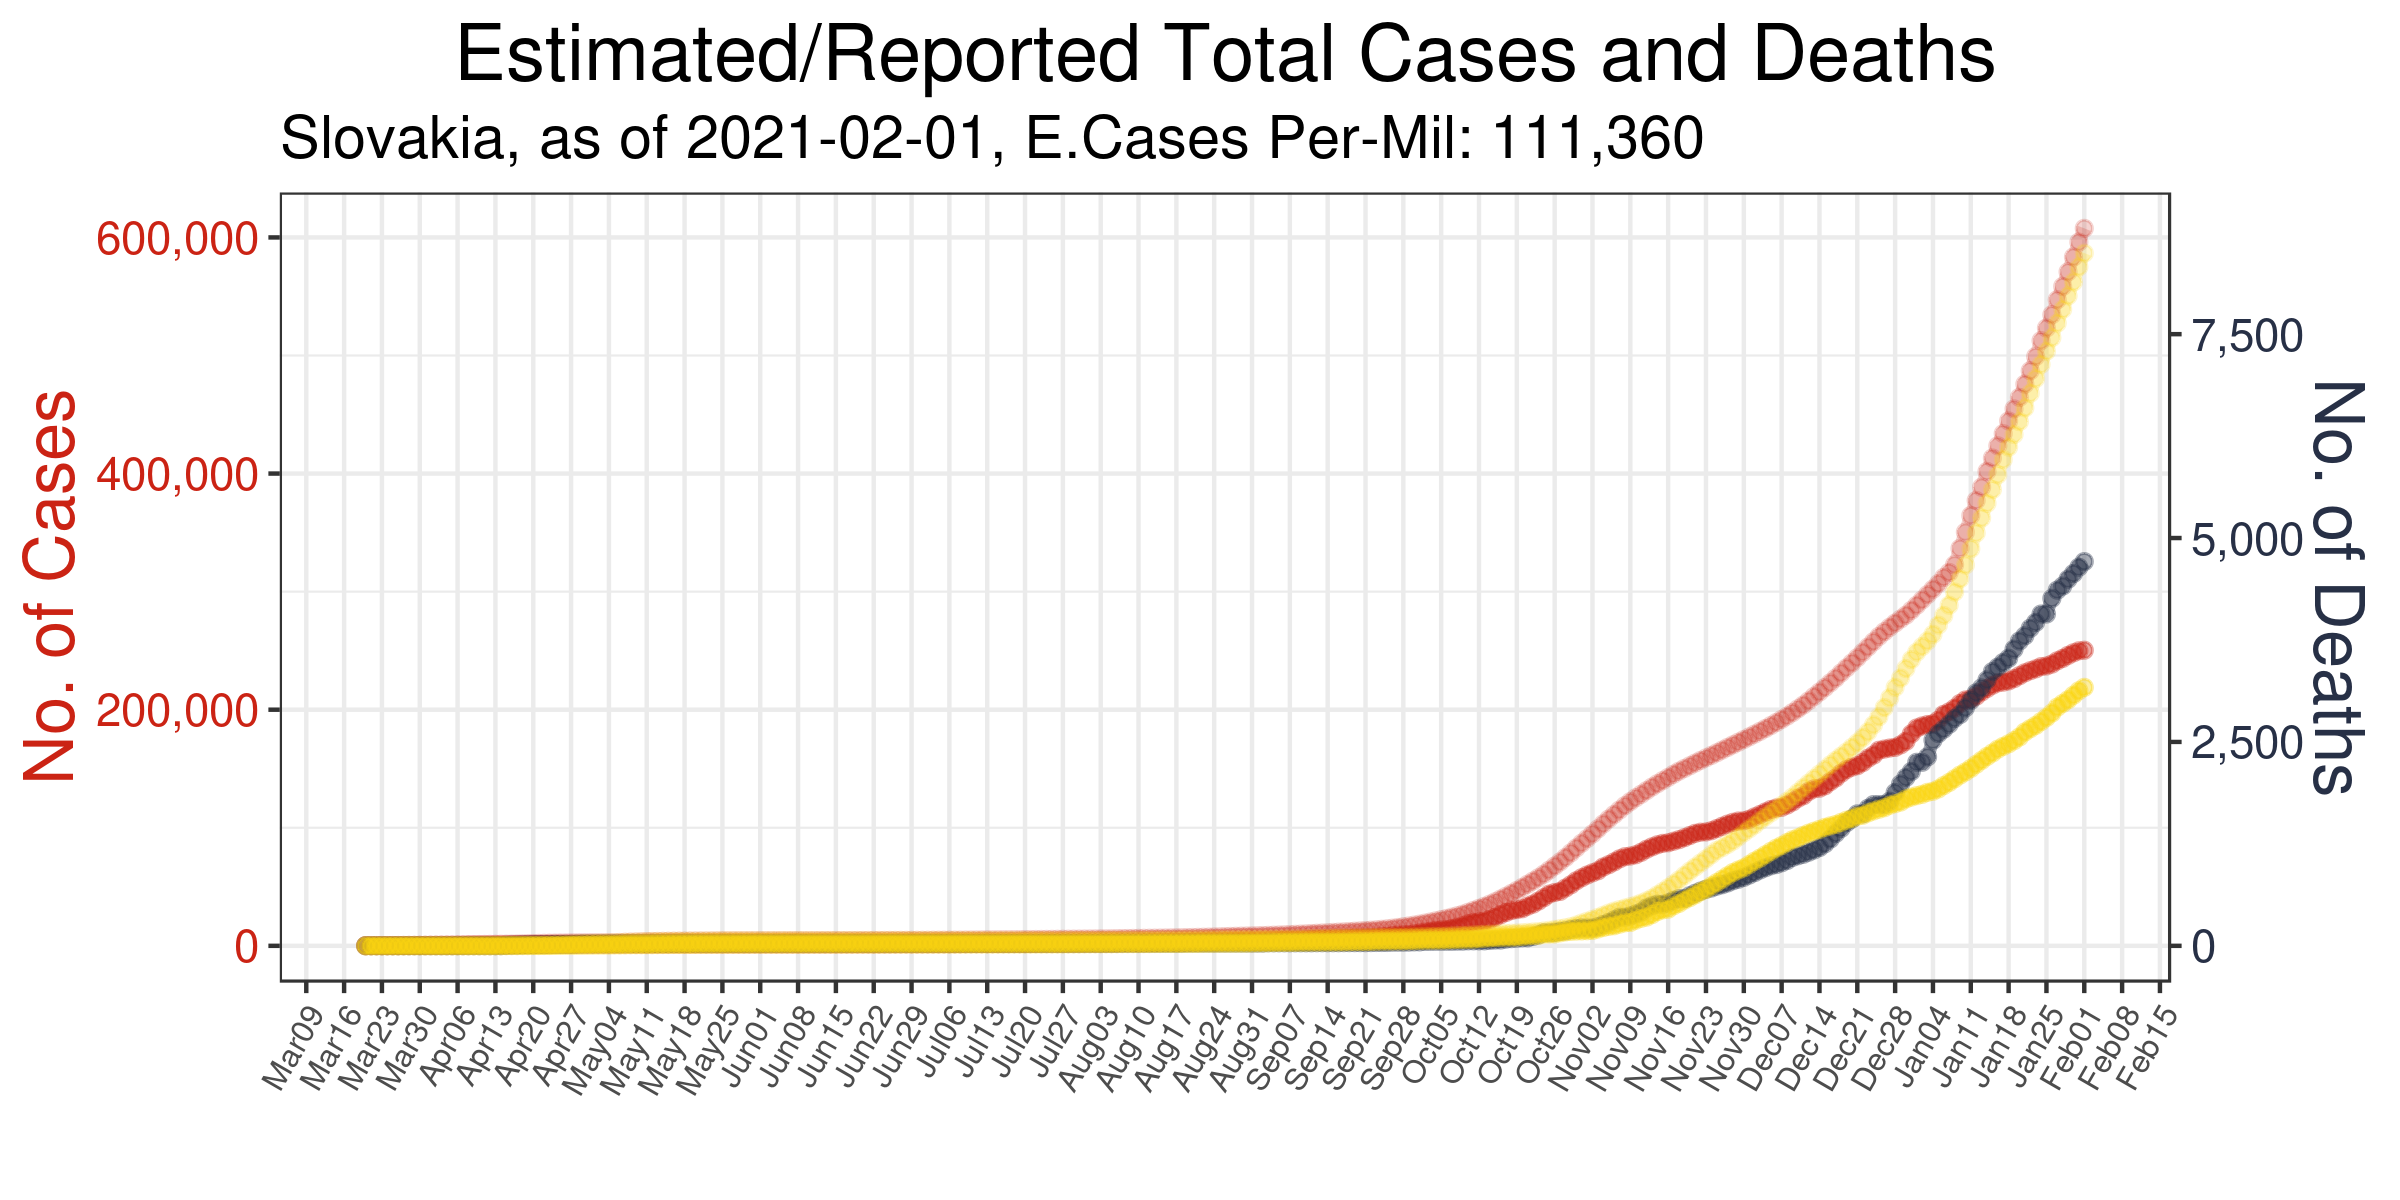 Estimated/Reported Total Cases and Deaths
Slovakia, as of 2021-02-01, E.Cases Per-Mil: 111,360
No. of Cases
600,000
400,000
200,000
0
7,500
5,000
2,500
0
No. of Deaths
Mar09 Mar16 Mar23 Mar30 Apr06 Apr13 Apr20 Apr27 May04 May11 May18 May25 Jun01 Jun08 Jun15 Jun22 Jun29 Jul06 Jul13 Jul20 Jul27 Aug03 Aug10 Aug17 Aug24 Aug31 Sep07 Sep14 Sep21 Sep28 Oct05 Oct12 Oct19 Oct26 Nov02 Nov09 Nov16 Nov23 Nov30 Dec07 Dec14 Dec21 Dec28 Jan04 Jan11 Jan18 Jan25 Feb01 Feb08 Feb15